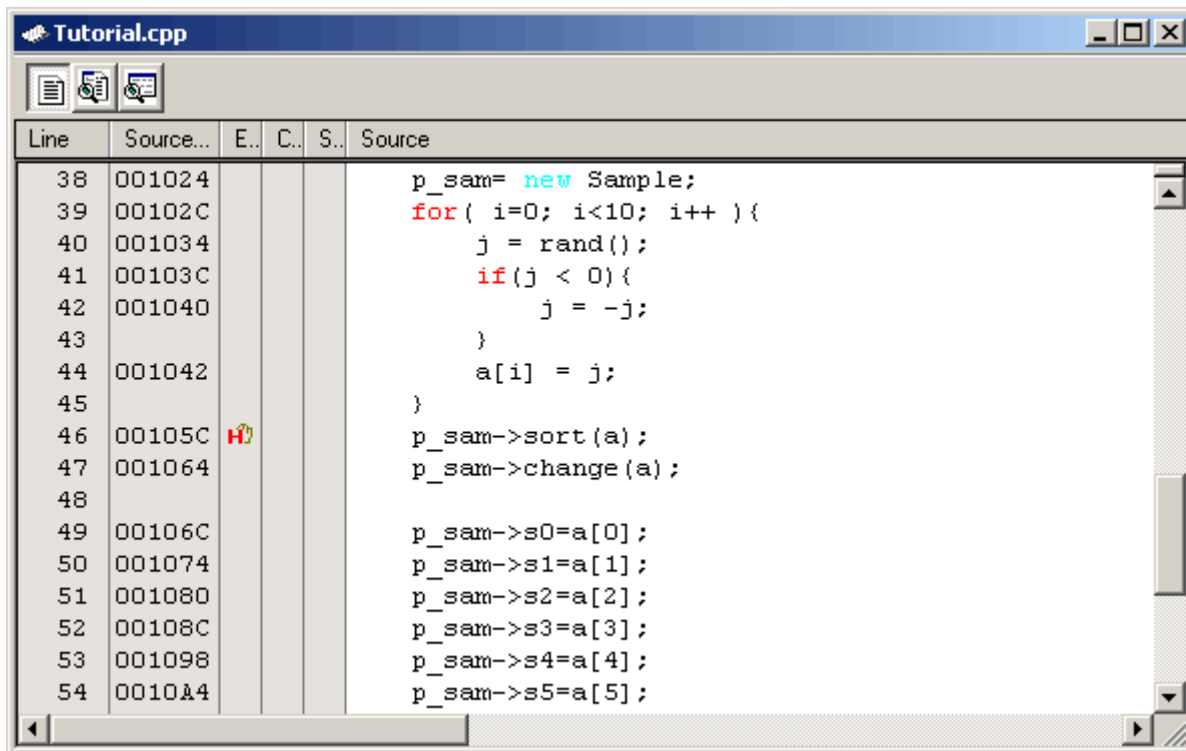 Tutorial.cpp
Line Source... E.. C.. S.. Source
38 001024 p_sam= new Sample;
39 00102C for( i=0; i<10; i++ ){
40 001034 j = rand();
41 00103C if(j < 0){
42 001040 j = -j;
43 }
44 001042 a[i] = j;
45 }
46 00105C H p_sam->sort(a);
47 001064 p_sam->change(a);
48
49 00106C p_sam->s0=a[0];
50 001074 p_sam->s1=a[1];
51 001080 p_sam->s2=a[2];
52 00108C p_sam->s3=a[3];
53 001098 p_sam->s4=a[4];
54 0010A4 p_sam->s5=a[5];